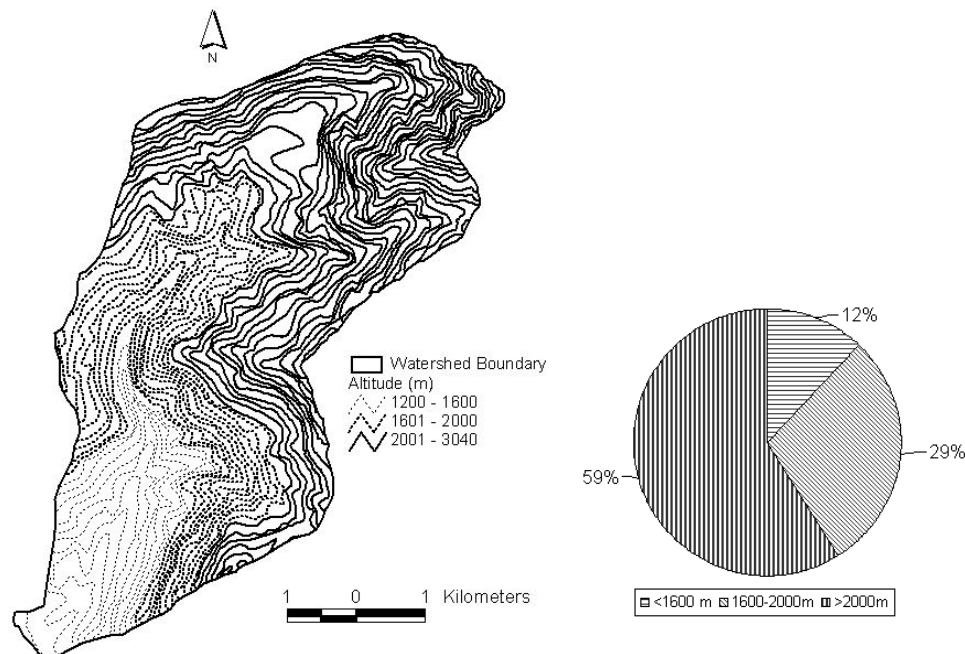 N
Watershed Boundary
Altitude (m)
1200 - 1600
1601 - 2000
2001 - 3040
1 0 1 Kilometers
12%
29%
59%
<1600 m 1600-2000m >2000m